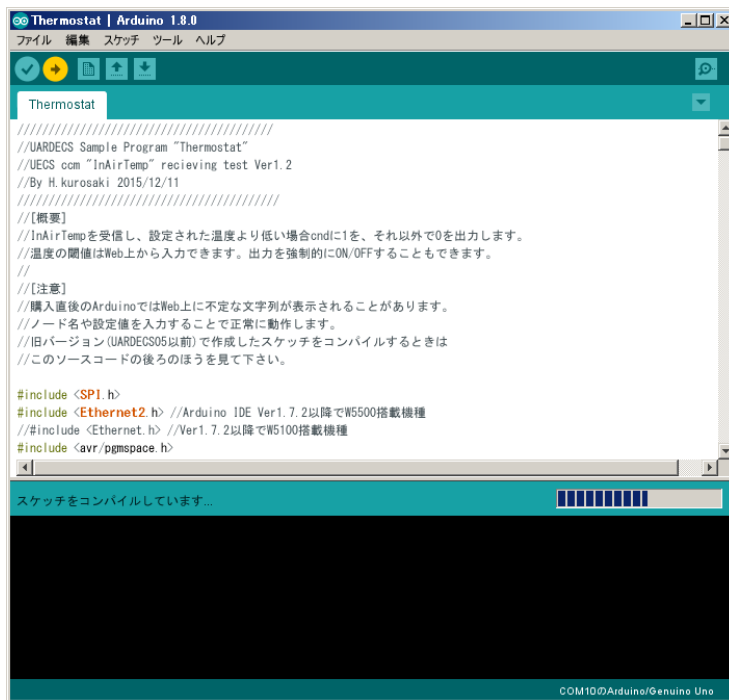 Thermostat | Arduino 1.8.0
ファイル 編集 スケッチ ツール ヘルプ
Thermostat
/////////////////////////////////////////
//UARDECS Sample Program "Thermostat"
//UECS ccm "InAirTemp" recieving test Ver1.2
//By H.kurosaki 2015/12/11
//////////////////////////////////////////
//[概要]
//InAirTempを受信し、設定された温度より低い場合cndに1を、それ以外で0を出力します。
//温度の閾値はWeb上から入力できます。出力を強制的にON/OFFすることもできます。
//
//[注意]
//購入直後のArduinoではWeb上に不定な文字列が表示されることがあります。
//ノード名や設定値を入力することで正常に動作します。
//旧バージョン(UARDECS05以前)で作成したスケッチをコンパイルするときは
//このソースコードの後ろのほうを見て下さい。
#include <SPI.h>
#include <Ethernet2.h> //Arduino IDE Ver1.7.2以降でW5500搭載機種
//#include <Ethernet.h> //Ver1.7.2以降でW5100搭載機種
#include <avr/pgmspace.h>
スケッチをコンパイルしています...
COM10のArduino/Genuino Uno